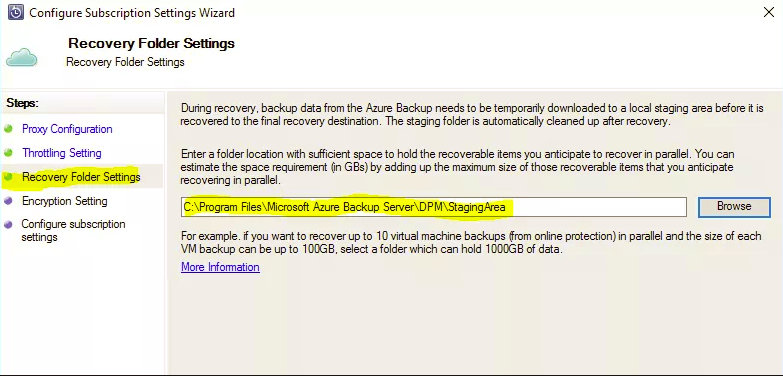 Configure Subscription Settings Wizard
Recovery Folder Settings
Recovery Folder Settings
Steps:
Proxy Configuration
Throttling Setting
Recovery Folder Settings
Encryption Setting
Configure subscription
settings
During recovery, backup data from the Azure Backup needs to be temporarily downloaded to a local staging area before it is
recovered to the final recovery destination. The staging folder is automatically cleaned up after recovery.
Enter a folder location with sufficient space to hold the recoverable items you anticipate to recover in parallel. You can
estimate the space requirement (in GBs) by adding up the maximum size of those recoverable items that you anticipate
recovering in parallel.
C:\Program Files\Microsoft Azure Backup Server\DPM\StagingArea
Browse
For example. if you want to recover up to 10 virtual machine backups (from online protection) in parallel and the size of each
VM backup can be up to 100GB, select a folder which can hold 1000GB of data.
More Information